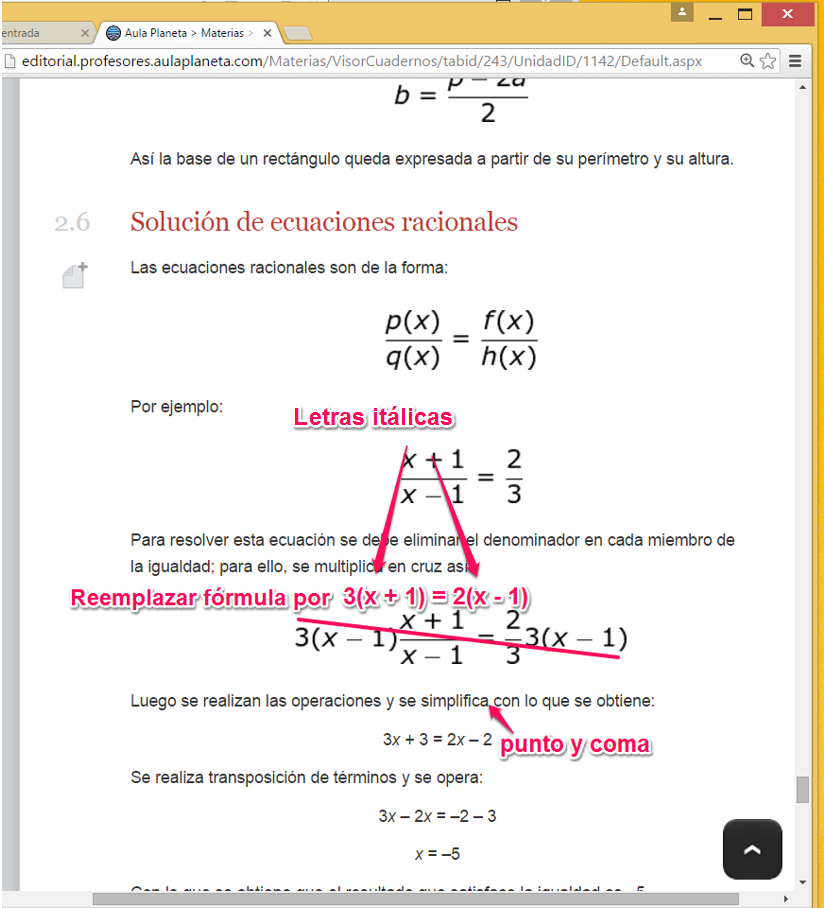 entrada
Aula Planeta > Materias >
editorial.profesores.aulaplaneta.com/Materias/VisorCuadernos/tabid/243/UnidadID/1142/Default.aspx
b = p − 2a
2
Así la base de un rectángulo queda expresada a partir de su perímetro y su altura.
2.6 Solución de ecuaciones racionales
Las ecuaciones racionales son de la forma:
p(x) = f(x)
q(x) h(x)
Por ejemplo:
Letras itálicas
x + 1 = 2
x − 1 3
Para resolver esta ecuación se debe eliminar el denominador en cada miembro de
la igualdad; para ello, se multiplica en cruz así:
Reemplazar fórmula por 3(x + 1) = 2(x - 1)
3(x − 1) x + 1 = 2 3(x − 1)
x − 1 3
Luego se realizan las operaciones y se simplifica con lo que se obtiene:
3x + 3 = 2x – 2
punto y coma
Se realiza transposición de términos y se opera:
3x – 2x = –2 – 3
x = –5